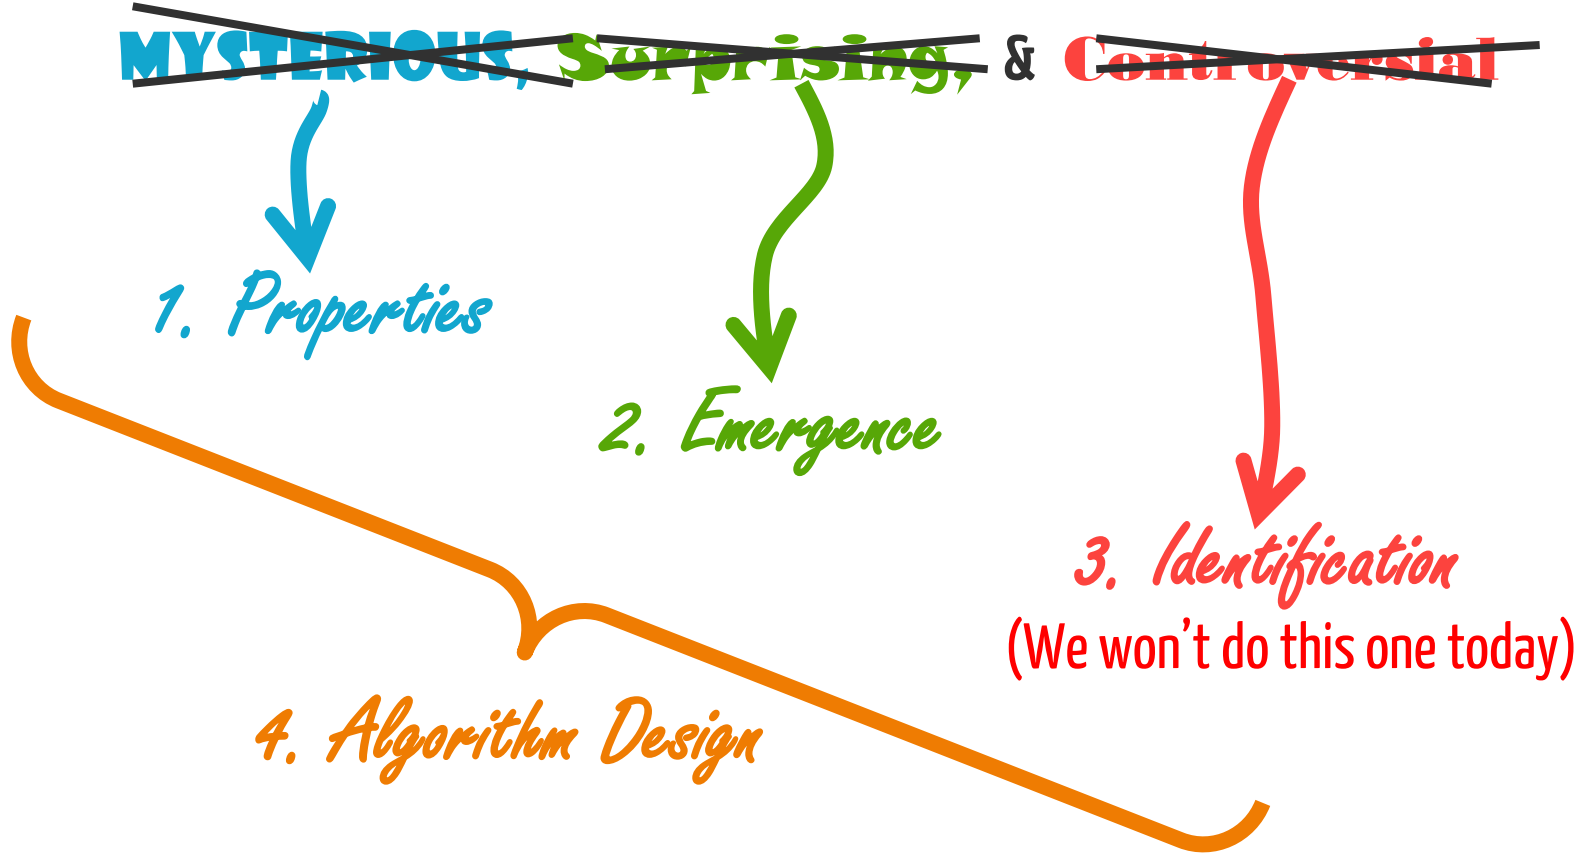 MYSTERIOUS, Surprising, & Controversial
1. Properties
2. Emergence
3. Identification
(We won't do this one today)
4. Algorithm Design